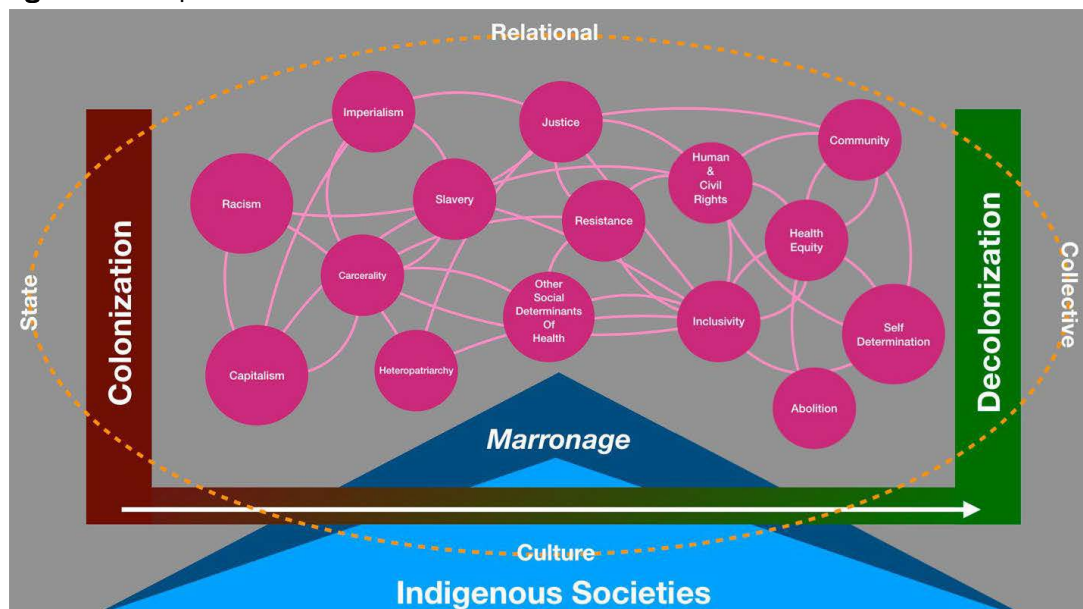 Relational
Imperialism
Justice
Community
Human
&
Civil
Rights
Racism
Slavery
Resistance
Health
Equity
Carcerality
Other
Social
Determinants
Of
Health
Inclusivity
Self
Determination
Capitalism
Heteropatriarchy
Abolition
State
Colonization
Decolonization
Collective
Marronage
Culture
Indigenous Societies